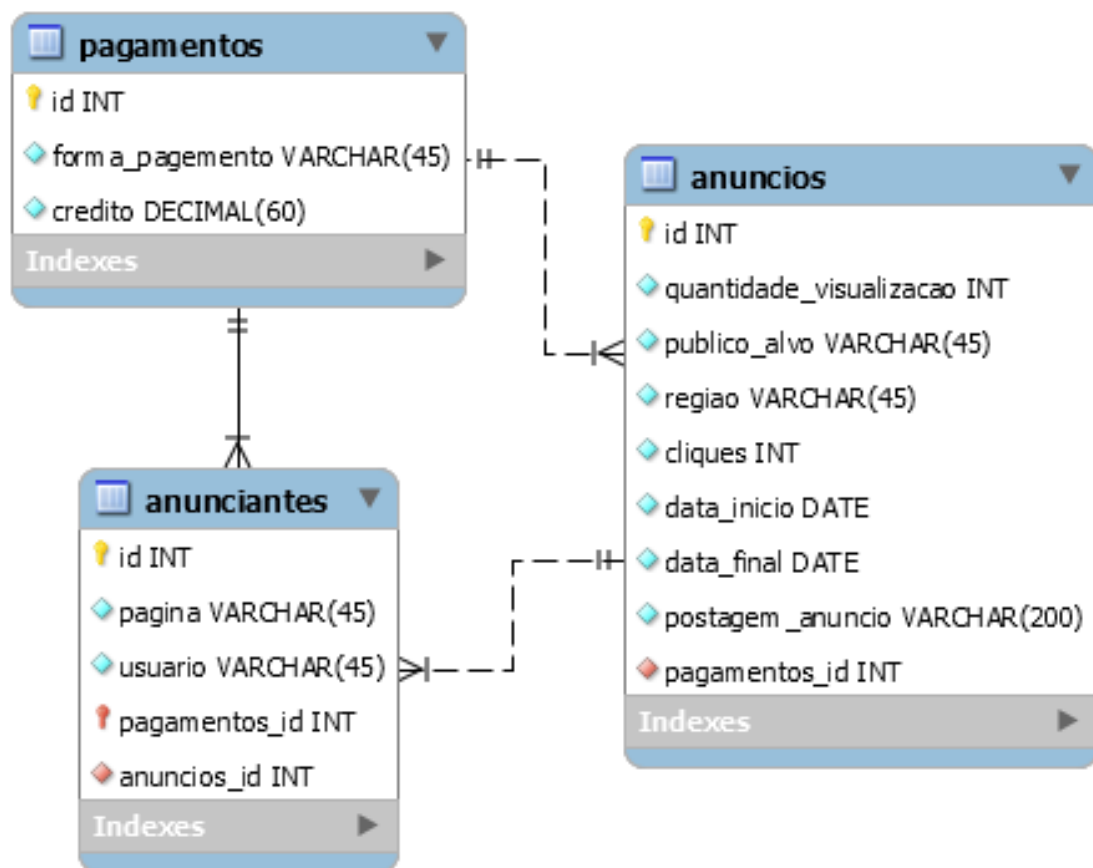 pagamentos
id INT
forma_pagemento VARCHAR(45)
credito DECIMAL(60)
Indexes
anuncios
id INT
quantidade_visualizacao INT
publico_alvo VARCHAR(45)
regiao VARCHAR(45)
cliques INT
data_inicio DATE
data_final DATE
postagem_anuncio VARCHAR(200)
pagamentos_id INT
Indexes
anunciantes
id INT
pagina VARCHAR(45)
usuario VARCHAR(45)
pagamentos_id INT
anuncios_id INT
Indexes